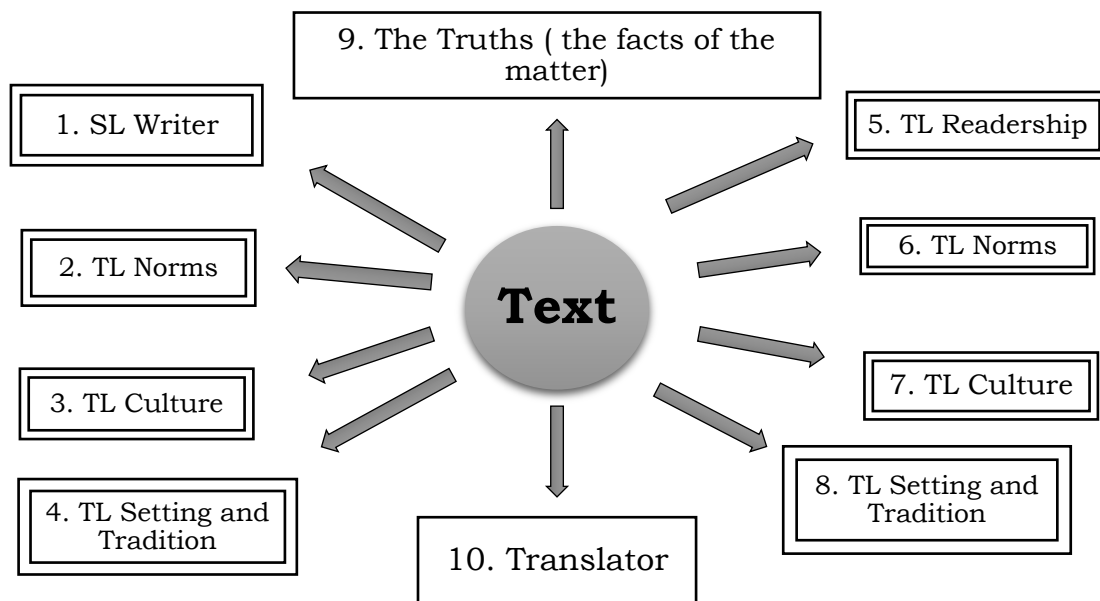 9. The Truths ( the facts of the
matter)
1. SL Writer
2. TL Norms
3. TL Culture
4. TL Setting and
Tradition
Text
5. TL Readership
6. TL Norms
7. TL Culture
8. TL Setting and
Tradition
10. Translator